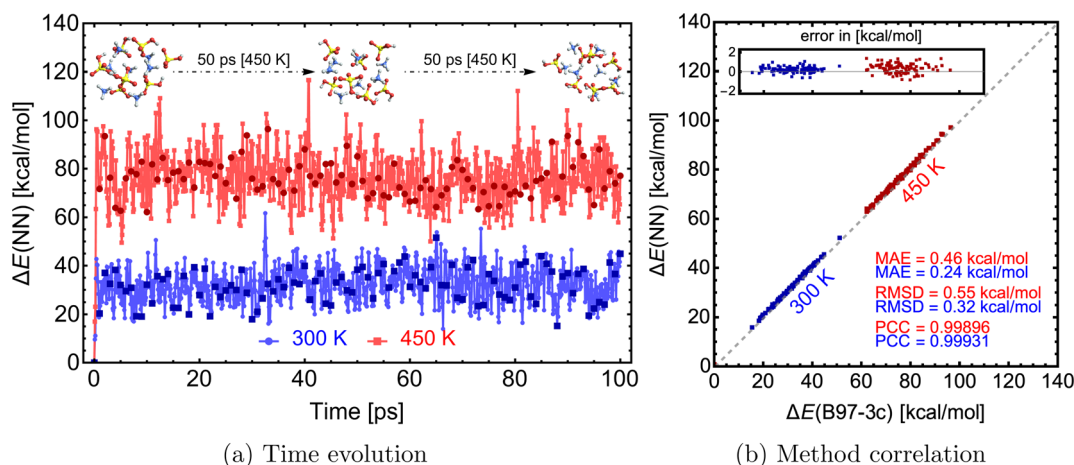 140
120
100
80
60
40
20
0
ΔE(NN) [kcal/mol]
50 ps [450 K]
50 ps [450 K]
300 K
450 K
0
20
40
60
80
100
Time [ps]
(a) Time evolution
140
120
100
80
60
40
20
0
ΔE(NN) [kcal/mol]
error in [kcal/mol]
2
1
0
−2
450 K
300 K
MAE = 0.46 kcal/mol
MAE = 0.24 kcal/mol
RMSD = 0.55 kcal/mol
RMSD = 0.32 kcal/mol
PCC = 0.99896
PCC = 0.99931
0
20
40
60
80
100
120
140
ΔE(B97-3c) [kcal/mol]
(b) Method correlation